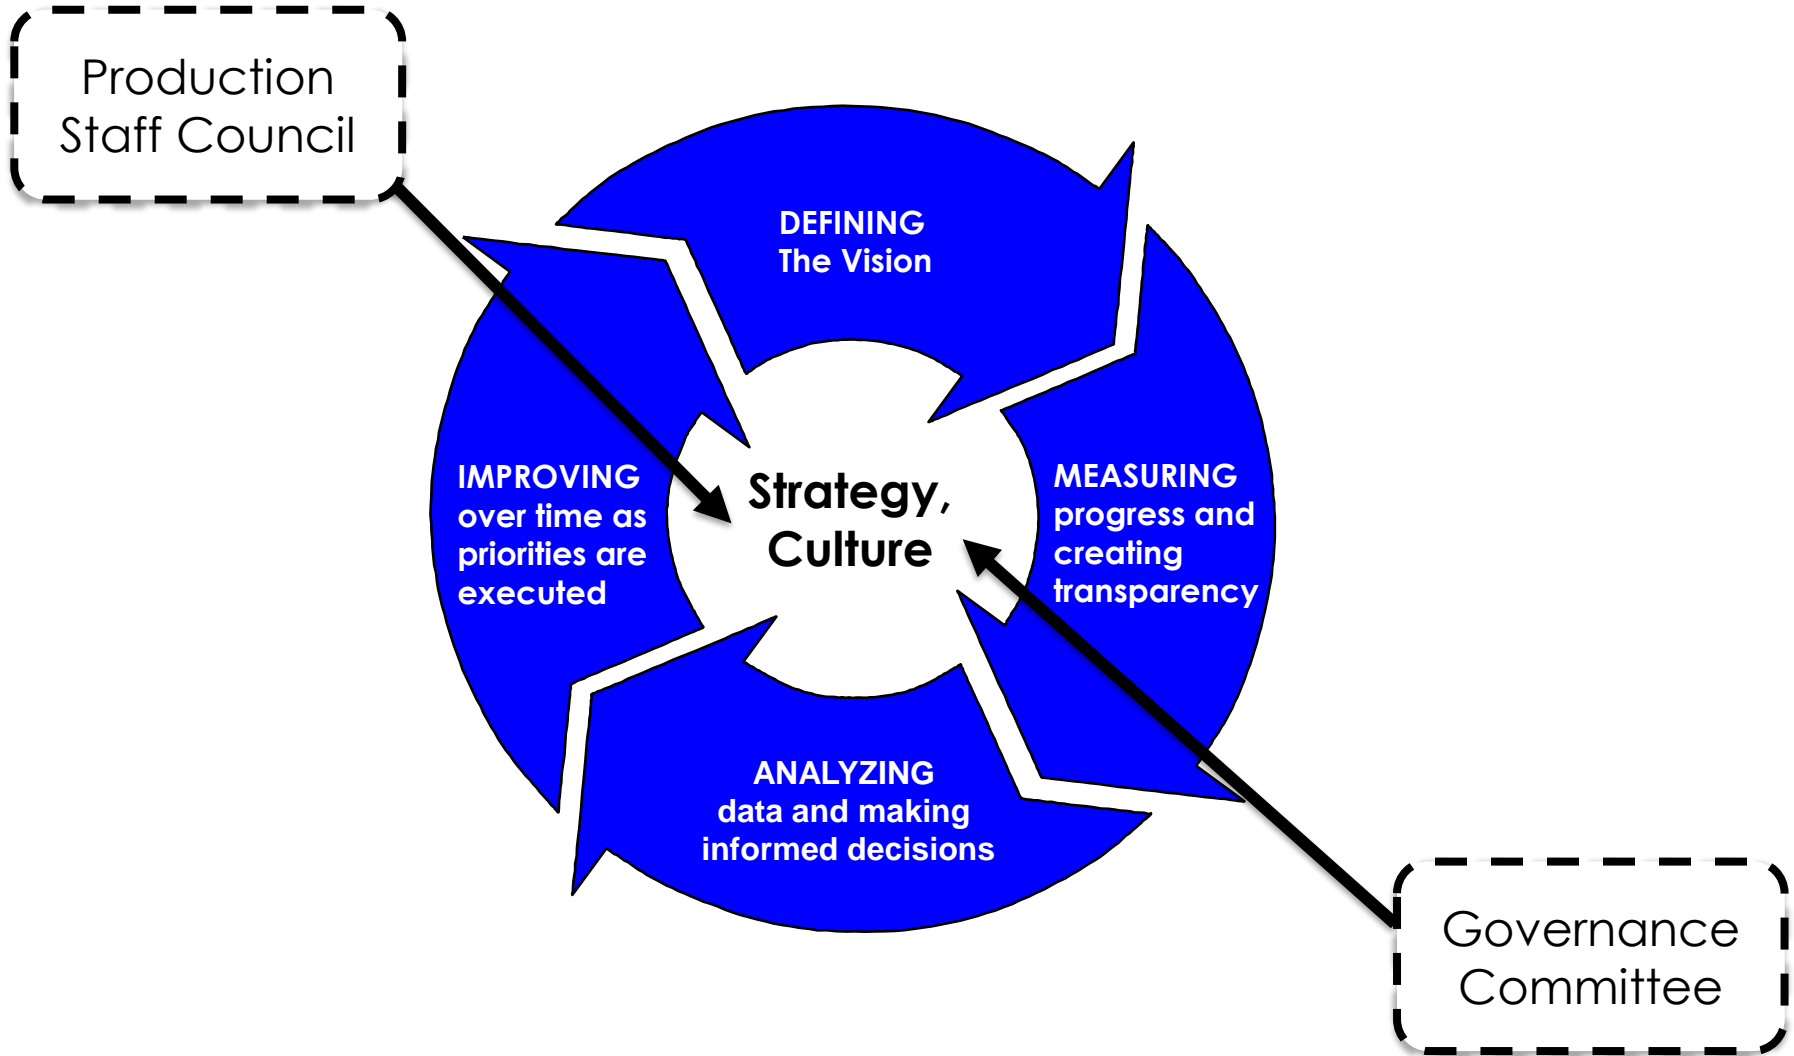 Production
Staff Council
DEFINING
The Vision
MEASURING
progress and
creating
transparency
ANALYZING
data and making
informed decisions
IMPROVING
over time as
priorities are
executed
Strategy,
Culture
Governance
Committee